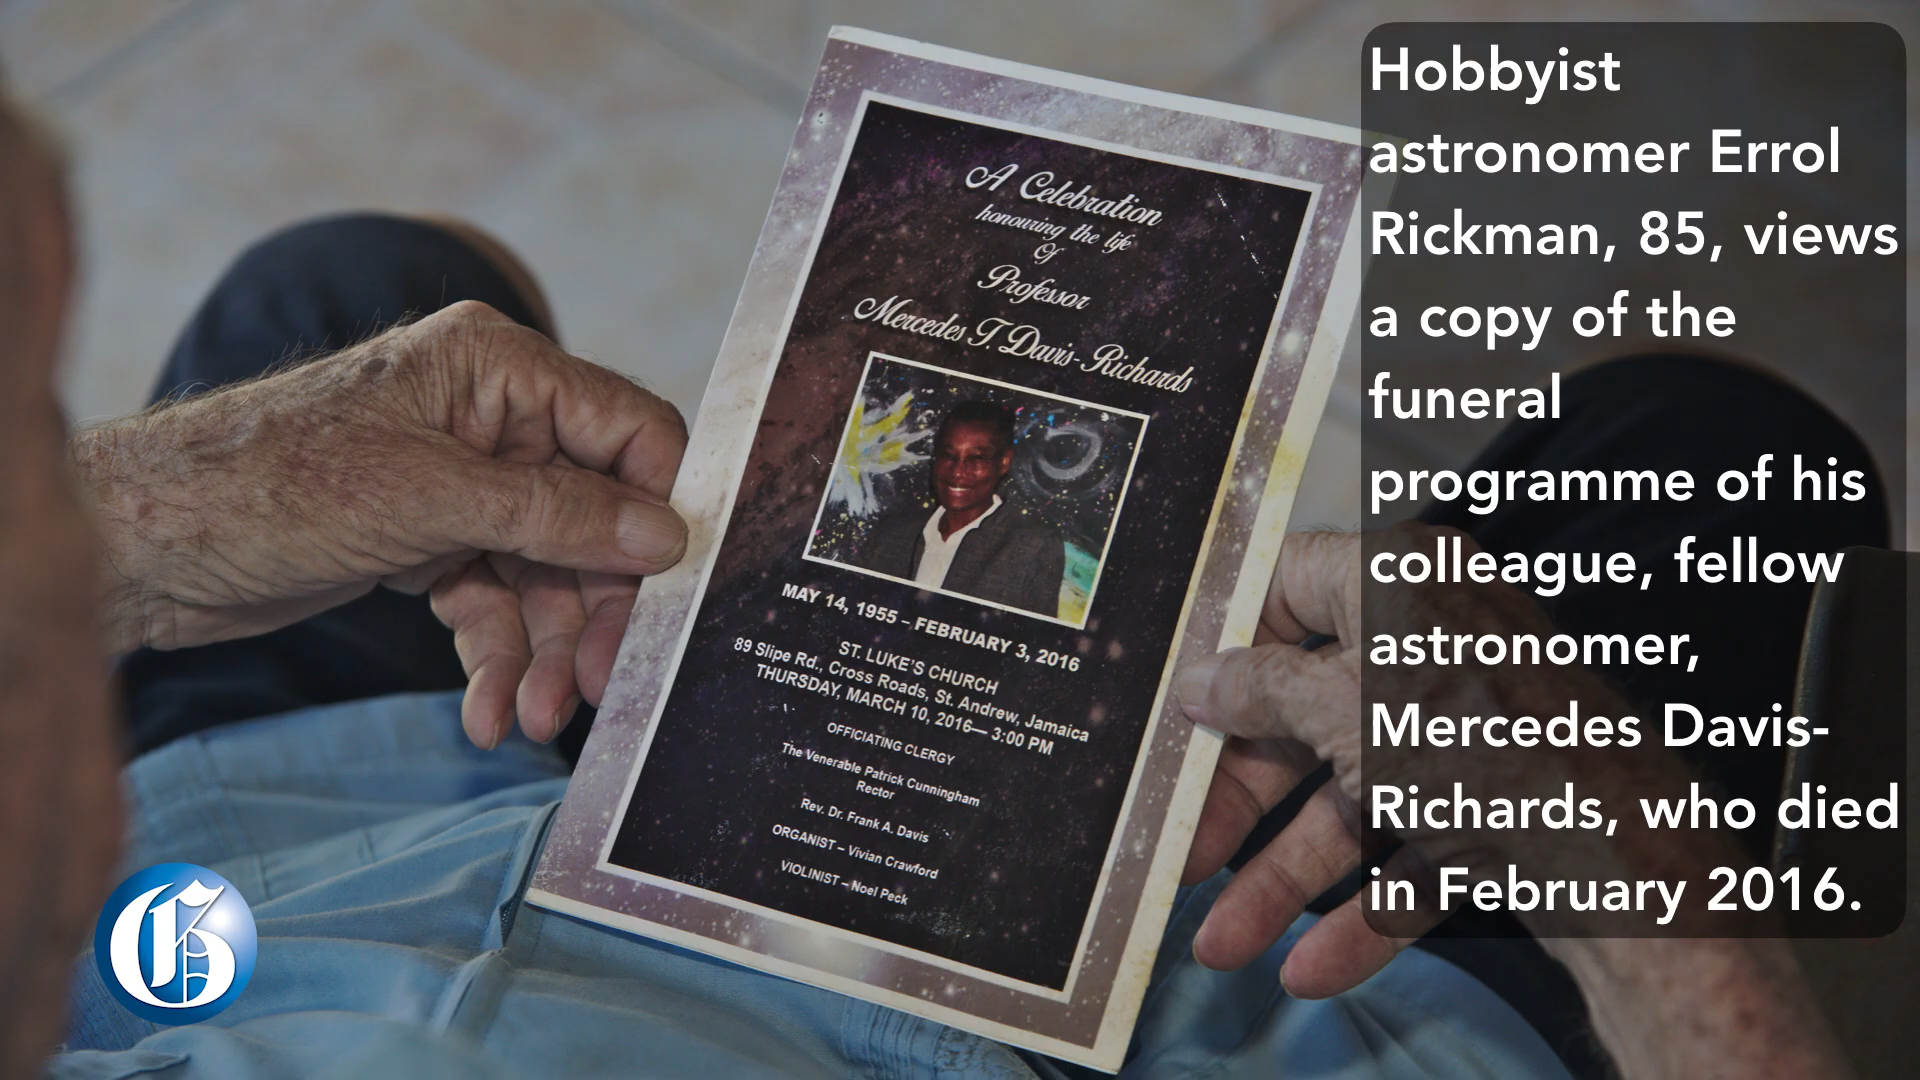 A Celebration
honouring the life
Of
Professor
Mercedes T. Davis-Richards
MAY 14, 1955 – FEBRUARY 3, 2016
ST. LUKE'S CHURCH
89 Slipe Rd., Cross Roads, St. Andrew, Jamaica
THURSDAY, MARCH 10, 2016— 3:00 PM
OFFICIATING CLERGY
The Venerable Patrick Cunningham
Rector
Rev. Dr. Frank A. Davis
ORGANIST – Vivian Crawford
VIOLINIST – Noel Peck
G
Hobbyist
astronomer Errol
Rickman, 85, views
a copy of the
funeral
programme of his
colleague, fellow
astronomer,
Mercedes Davis-
Richards, who died
in February 2016.